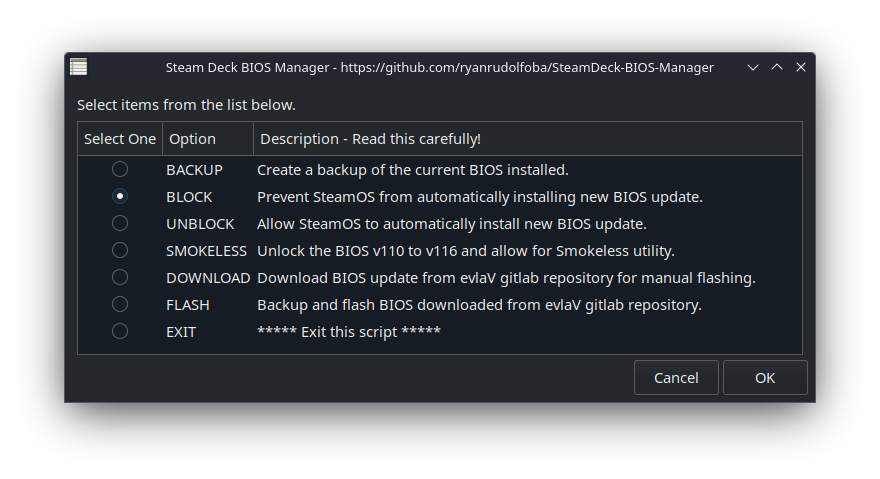 Steam Deck BIOS Manager - https://github.com/ryanrudolfoba/SteamDeck-BIOS-Manager
Select items from the list below.
Select One Option Description - Read this carefully!
BACKUP Create a backup of the current BIOS installed.
BLOCK Prevent SteamOS from automatically installing new BIOS update.
UNBLOCK Allow SteamOS to automatically install new BIOS update.
SMOKELESS Unlock the BIOS v110 to v116 and allow for Smokeless utility.
DOWNLOAD Download BIOS update from evlaV gitlab repository for manual flashing.
FLASH Backup and flash BIOS downloaded from evlaV gitlab repository.
EXIT ***** Exit this script *****
Cancel OK